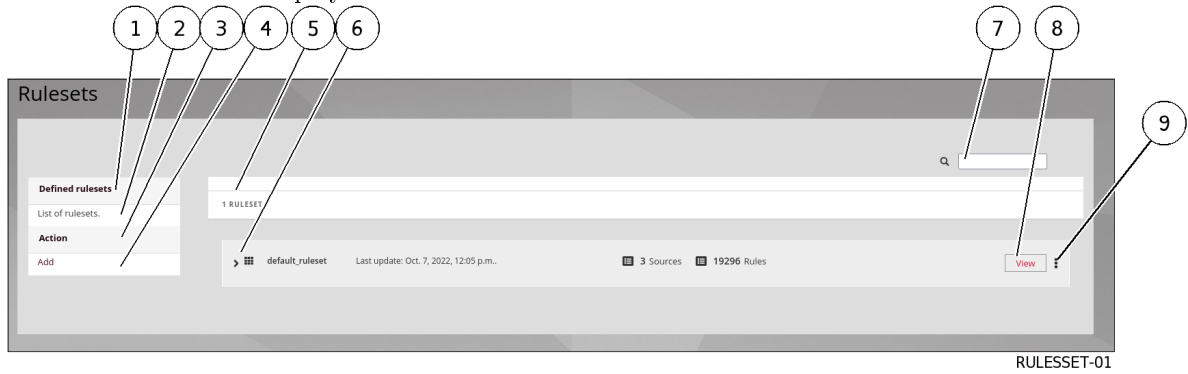 1 2 3 4 5 6 7 8
9
Rulesets
Defined rulesets
List of rulesets.
Action
Add
1 RULESET
default_ruleset Last update: Oct. 7, 2022, 12:05 p.m.. 3 Sources 19296 Rules View
RULESSET-01